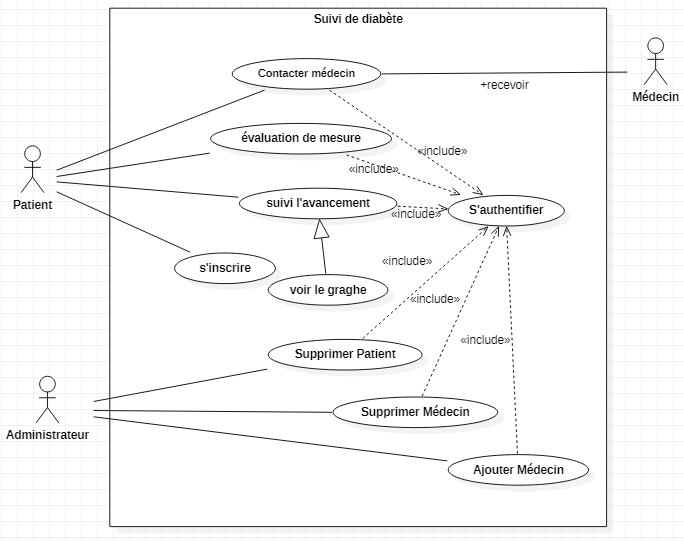 Suivi de diabète
Contacter médecin
+recevoir
Médecin
évaluation de mesure
«include»
«include»
Patient
suivi l'avancement
«include»
S'authentifier
s'inscrire
«include»
voir le graghe
«include»
Supprimer Patient
«include»
Supprimer Médecin
Administrateur
Ajouter Médecin